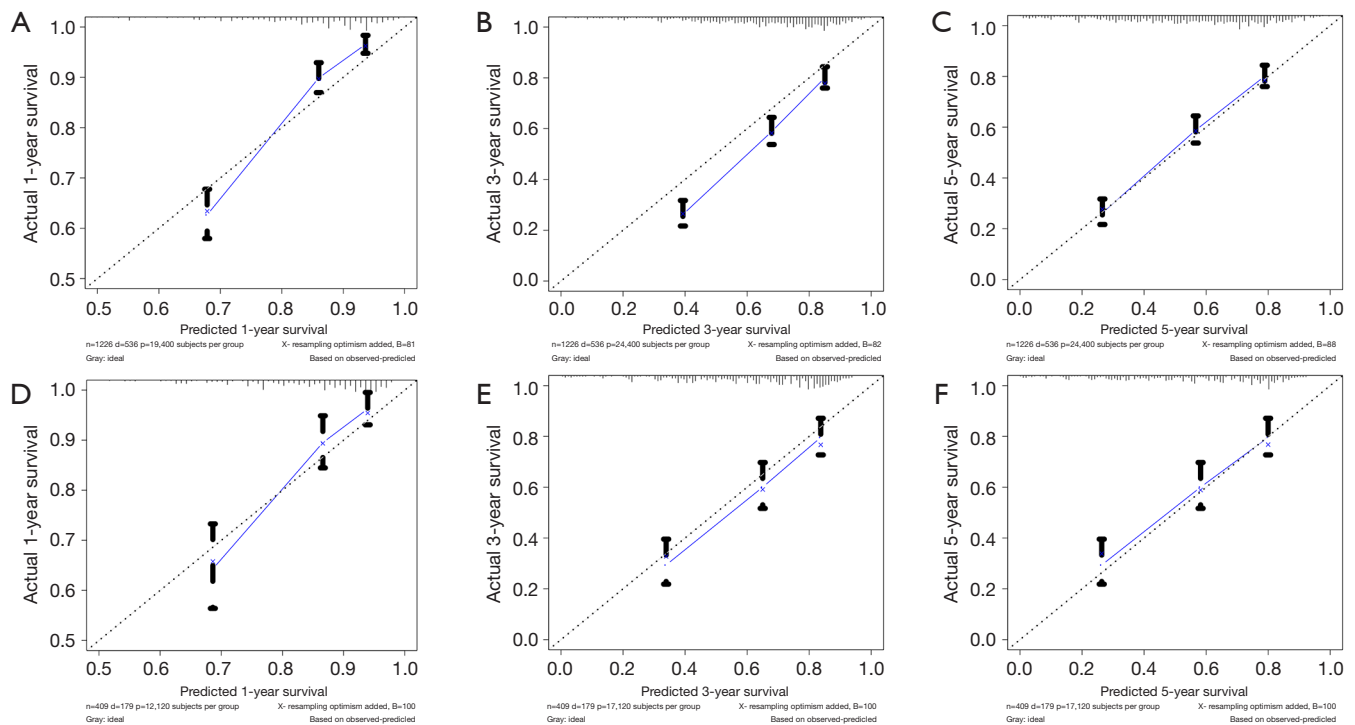 A
Actual 1-year survival
1.0
0.9
0.8
0.7
0.6
0.5
0.5 0.6 0.7 0.8 0.9 1.0
Predicted 1-year survival
n=1226 d=536 p=19,400 subjects per group X- resampling optimism added, B=81
Gray: ideal Based on observed-predicted
B
Actual 3-year survival
1.0
0.8
0.6
0.4
0.2
0.0
0.0 0.2 0.4 0.6 0.8 1.0
Predicted 3-year survival
n=1226 d=536 p=24,400 subjects per group X- resampling optimism added, B=82
Gray: ideal Based on observed-predicted
C
Actual 5-year survival
1.0
0.8
0.6
0.4
0.2
0.0
0.0 0.2 0.4 0.6 0.8 1.0
Predicted 5-year survival
n=1226 d=536 p=24,400 subjects per group X- resampling optimism added, B=88
Gray: ideal Based on observed-predicted
D
Actual 1-year survival
1.0
0.9
0.8
0.7
0.6
0.5
0.5 0.6 0.7 0.8 0.9 1.0
Predicted 1-year survival
n=409 d=179 p=12,120 subjects per group X- resampling optimism added, B=100
Gray: ideal Based on observed-predicted
E
Actual 3-year survival
1.0
0.8
0.6
0.4
0.2
0.0
0.0 0.2 0.4 0.6 0.8 1.0
Predicted 3-year survival
n=409 d=179 p=17,120 subjects per group X- resampling optimism added, B=100
Gray: ideal Based on observed-predicted
F
Actual 5-year survival
1.0
0.8
0.6
0.4
0.2
0.0
0.0 0.2 0.4 0.6 0.8 1.0
Predicted 5-year survival
n=409 d=179 p=17,120 subjects per group X- resampling optimism added, B=100
Gray: ideal Based on observed-predicted